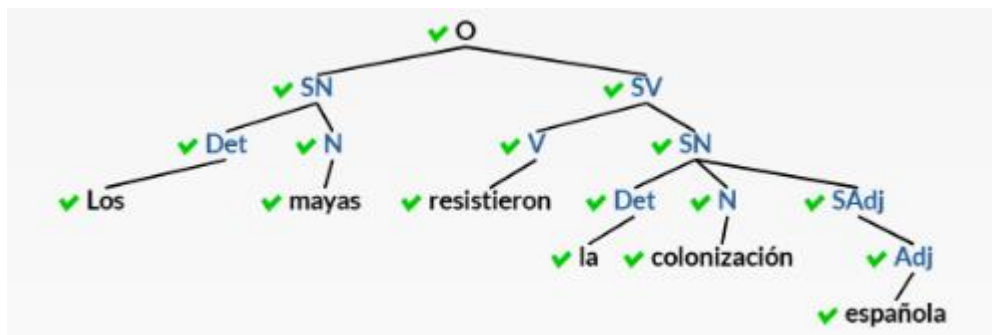 O
SN SV
Det N V SN
Los mayas resistieron Det N SAdj
la colonización Adj
española